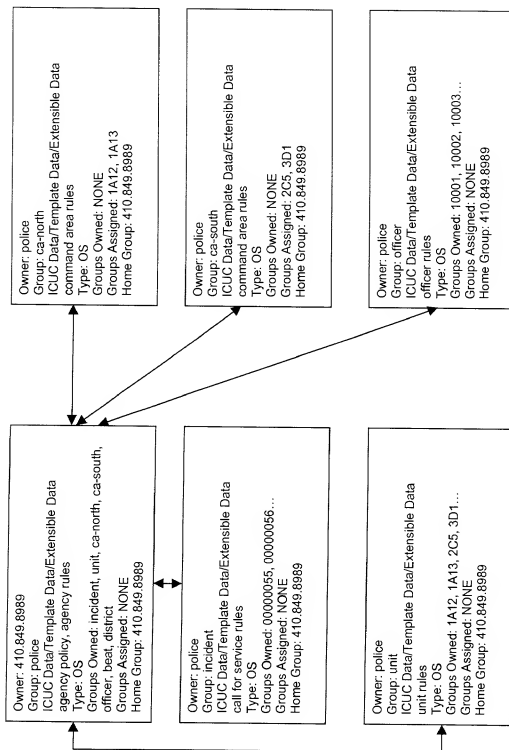 Owner: 410.849.8989
Group: police
ICUC Data/Template Data/Extensible Data
agency policy, agency rules
Type: OS
Groups Owned: incident, unit, ca-north, ca-south,
officer, beat, district
Groups Assigned: NONE
Home Group: 410.849.8989
Owner: police
Group: ca-north
ICUC Data/Template Data/Extensible Data
command area rules
Type: OS
Groups Owned: NONE
Groups Assigned: 1A12, 1A13
Home Group: 410.849.8989
Owner: police
Group: incident
ICUC Data/Template Data/Extensible Data
call for service rules
Type: OS
Groups Owned: 00000055, 00000056...
Groups Assigned: NONE
Home Group: 410.849.8989
Owner: police
Group: ca-south
ICUC Data/Template Data/Extensible Data
command area rules
Type: OS
Groups Owned: NONE
Groups Assigned: 2C5, 3D1
Home Group: 410.849.8989
Owner: police
Group: unit
ICUC Data/Template Data/Extensible Data
unit rules
Type: OS
Groups Owned: 1A12, 1A13, 2C5, 3D1...
Groups Assigned: NONE
Home Group: 410.849.8989
Owner: police
Group: officer
ICUC Data/Template Data/Extensible Data
officer rules
Type: OS
Groups Owned: 10001, 10002, 10003...
Groups Assigned: NONE
Home Group: 410.849.8989